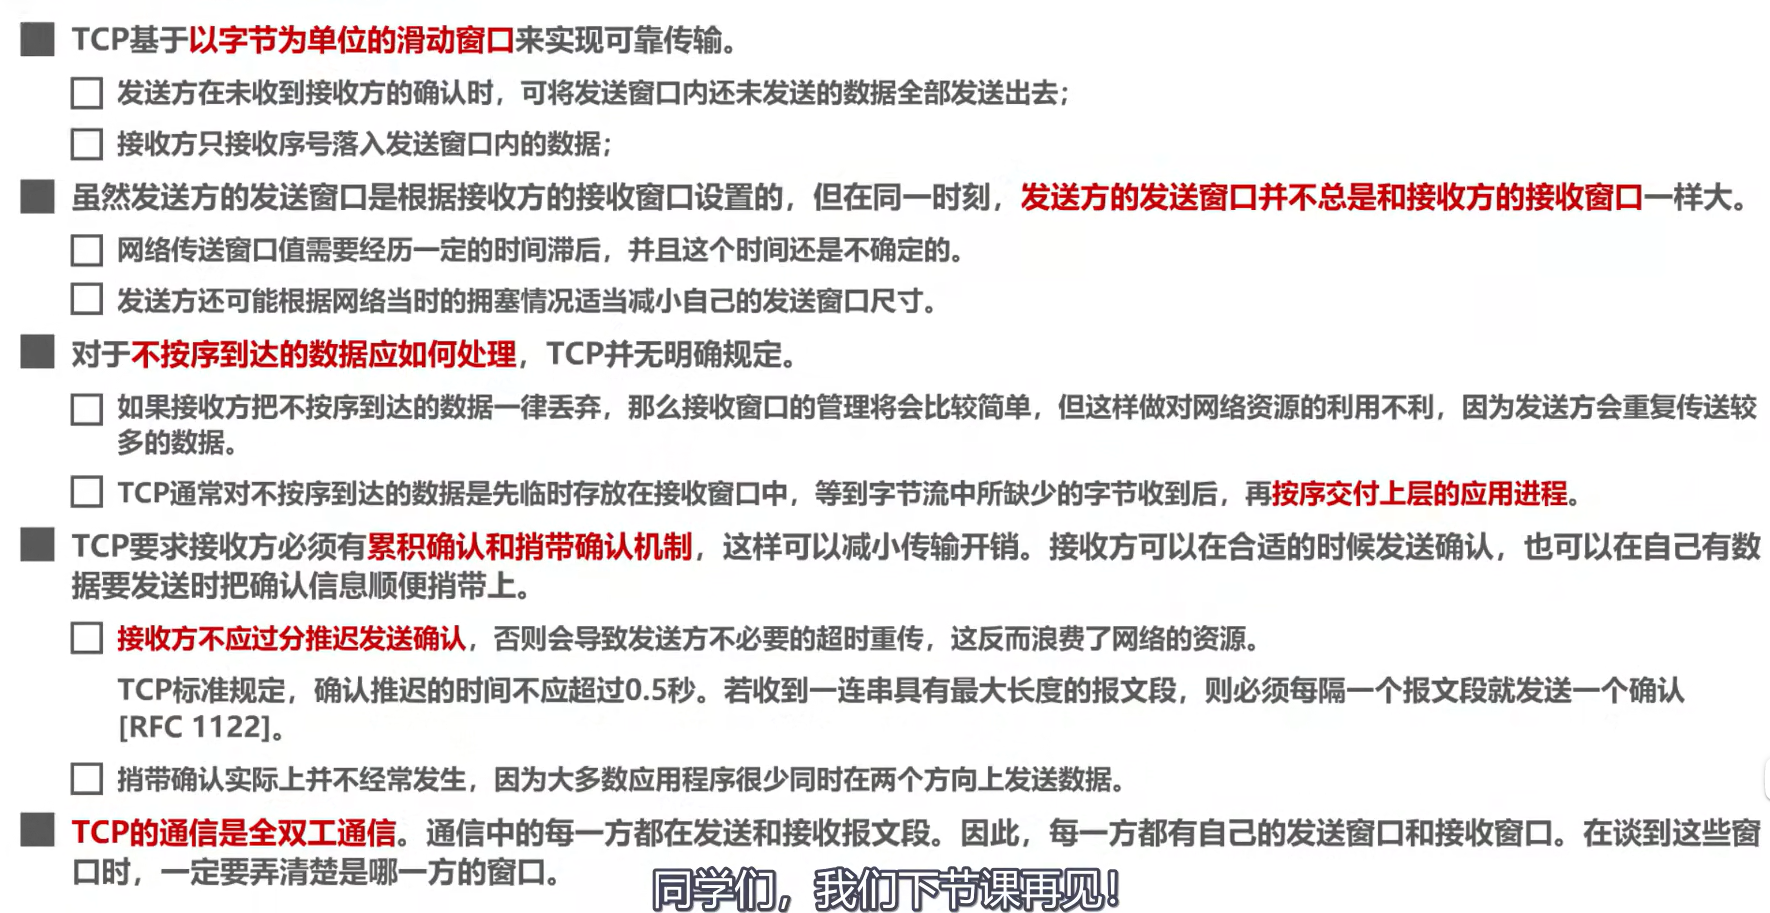 TCP基于以字节为单位的滑动窗口来实现可靠传输。
发送方在未收到接收方的确认时，可将发送窗口内还未发送的数据全部发送出去；
接收方只接收序号落入发送窗口内的数据；
虽然发送方的发送窗口是根据接收方的接收窗口设置的，但在同一时刻，发送方的发送窗口并不总是和接收方的接收窗口一样大。
网络传送窗口值需要经历一定的时间滞后，并且这个时间还是不确定的。
发送方还可能根据网络当时的拥塞情况适当减小自己的发送窗口尺寸。
对于不按序到达的数据应如何处理，TCP并无明确规定。
如果接收方把不按序到达的数据一律丢弃，那么接收窗口的管理将会比较简单，但这样做对网络资源的利用不利，因为发送方会重复传送较
多的数据。
TCP通常对不按序到达的数据是先临时存放在接收窗口中，等到字节流中所缺少的字节收到后，再按序交付上层的应用进程。
TCP要求接收方必须有累积确认和捎带确认机制，这样可以减小传输开销。接收方可以在合适的时候发送确认，也可以在自己有数
据要发送时把确认信息顺便捎带上。
接收方不应过分推迟发送确认，否则会导致发送方不必要的超时重传，这反而浪费了网络的资源。
TCP标准规定，确认推迟的时间不应超过0.5秒。若收到一连串具有最大长度的报文段，则必须每隔一个报文段就发送一个确认
[RFC 1122]。
捎带确认实际上并不经常发生，因为大多数应用程序很少同时在两个方向上发送数据。
TCP的通信是全双工通信。通信中的每一方都在发送和接收报文段。因此，每一方都有自己的发送窗口和接收窗口。在谈到这些窗
口时，一定要弄清楚是哪一方的窗口。
同学们，我们下节课再见！